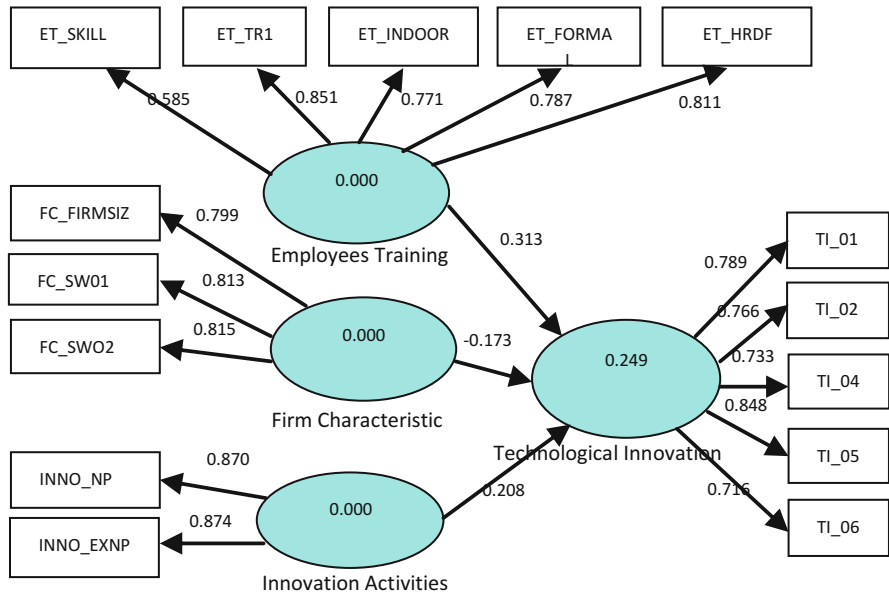 ET_SKILL
ET_TR1
ET_INDOOR
ET_FORMA
L
ET_HRDF
0.585
0.851
0.771
0.787
0.811
0.000
Employees Training
FC_FIRMSIZ
0.799
FC_SW01
0.813
FC_SWO2
0.815
0.000
Firm Characteristic
0.313
-0.173
0.249
Technological Innovation
0.208
INNO_NP
0.870
INNO_EXNP
0.874
0.000
Innovation Activities
0.789
TI_01
0.766
TI_02
0.733
TI_04
0.848
TI_05
0.716
TI_06